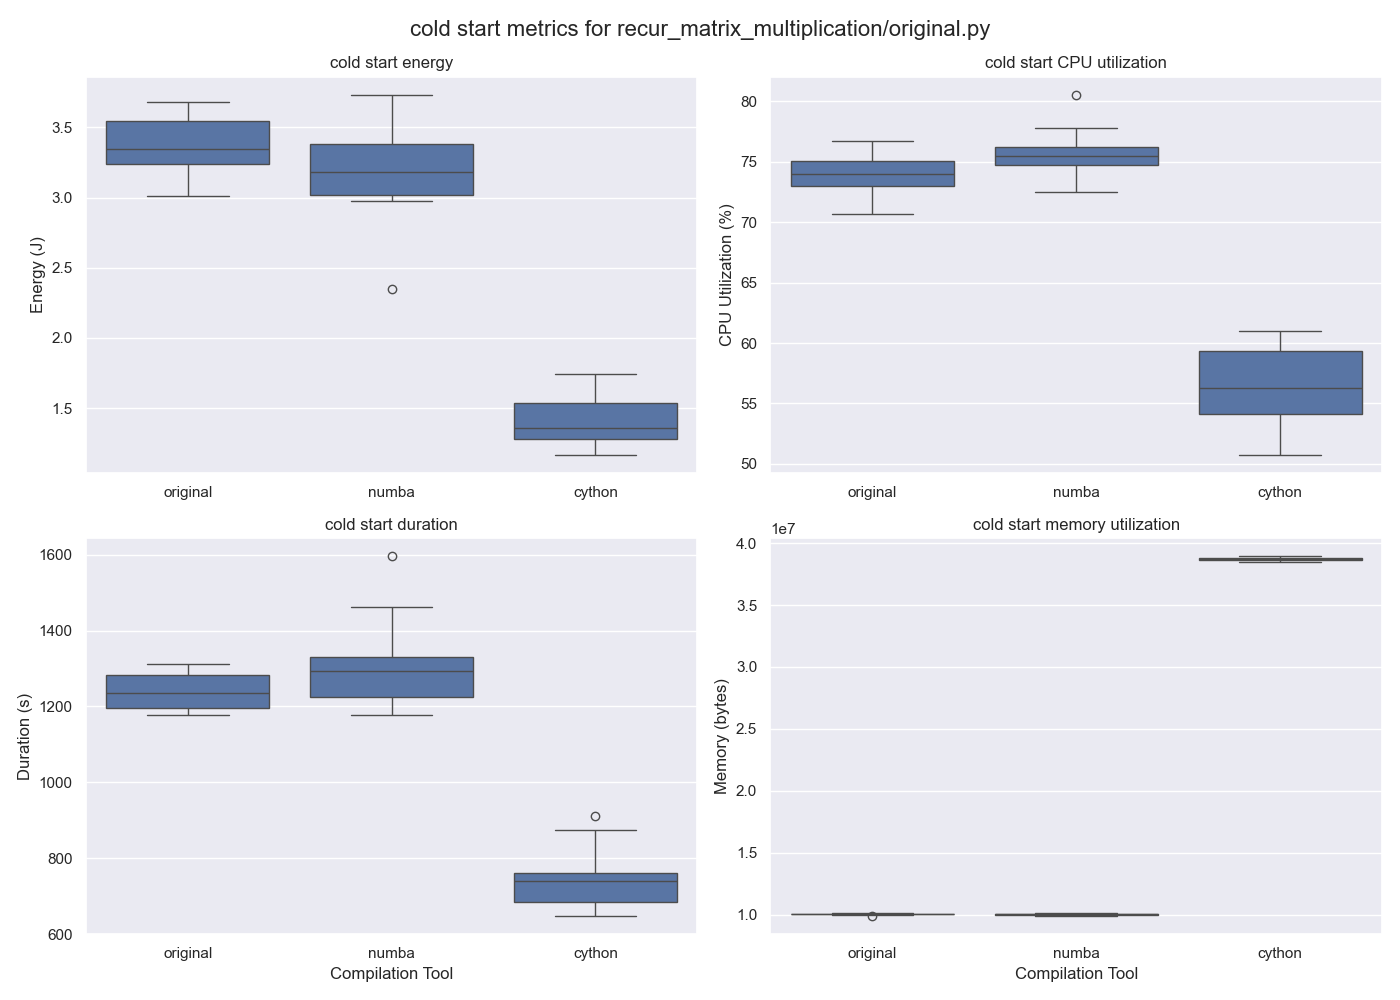 cold start metrics for recur_matrix_multiplication/original.py
cold start energy
Energy (J)
3.5
3.0
2.5
2.0
1.5
original numba cython
cold start CPU utilization
CPU Utilization (%)
80
75
70
65
60
55
50
original numba cython
cold start duration
Duration (s)
1600
1400
1200
1000
800
600
original numba cython
Compilation Tool
cold start memory utilization
1e7
Memory (bytes)
4.0
3.5
3.0
2.5
2.0
1.5
1.0
original numba cython
Compilation Tool